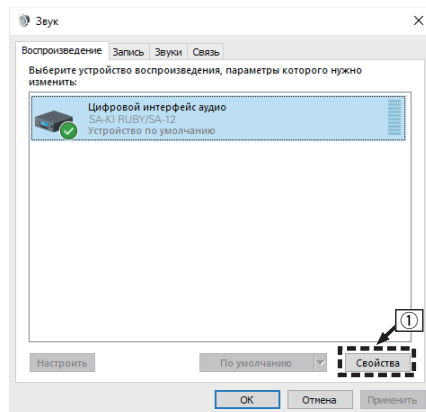 Звук
Воспроизведение Запись Звуки Связь
Выберите устройство воспроизведения, параметры которого нужно
изменить:
Цифровой интерфейс аудио
SA-KI RUBY/SA-12
Устройство по умолчанию
①
Настроить По умолчанию Свойства
ОК Отмена Применить